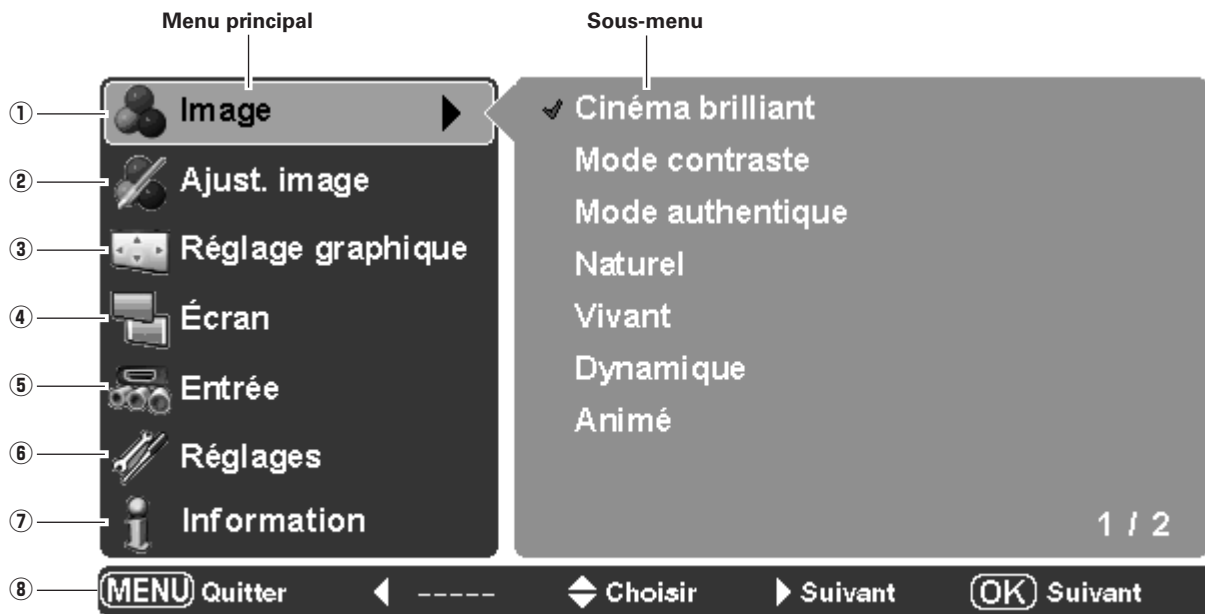 Menu principal
Sous-menu
① Image
② Ajust. image
③ Réglage graphique
④ Écran
⑤ Entrée
⑥ Réglages
⑦ Information
Cinéma brilliant
Mode contraste
Mode authentique
Naturel
Vivant
Dynamique
Animé
1 / 2
⑧ MENU Quitter ----- Choisir Suivant OK Suivant